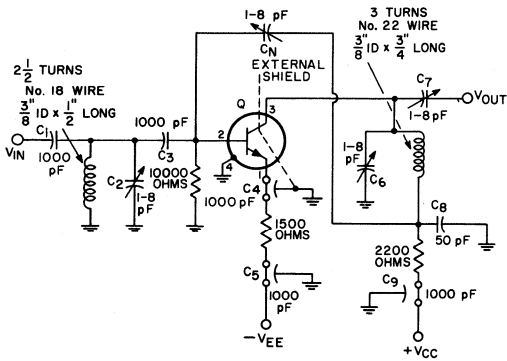 1-8 pF
CN
EXTERNAL
SHIELD
3 TURNS
No. 22 WIRE
3/8" ID x 3/4" LONG
2 1/2 TURNS
No. 18 WIRE
3/8" ID x 1/2" LONG
C1
1000
pF
VIN
C2
1-8
pF
1000 pF
C3
10000
OHMS
Q
2
3
4
C4
1000 pF
1500
OHMS
C5
1000
pF
-VEE
C7
1-8 pF
VOUT
1-8
pF
C6
C8
50 pF
2200
OHMS
C9
1000 pF
+VCC